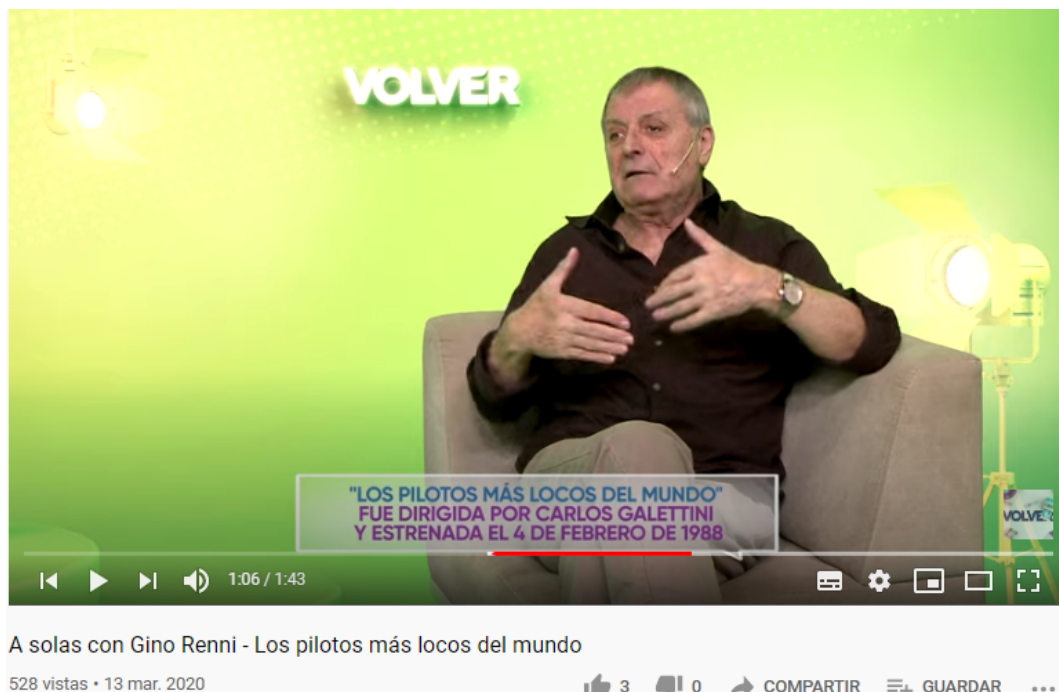 VOLVER
"LOS PILOTOS MÁS LOCOS DEL MUNDO"
FUE DIRIGIDA POR CARLOS GALETTINI
Y ESTRENADA EL 4 DE FEBRERO DE 1988
VOLVER
1:06 / 1:43
A solas con Gino Renni - Los pilotos más locos del mundo
528 vistas • 13 mar. 2020
3
0
COMPARTIR
GUARDAR